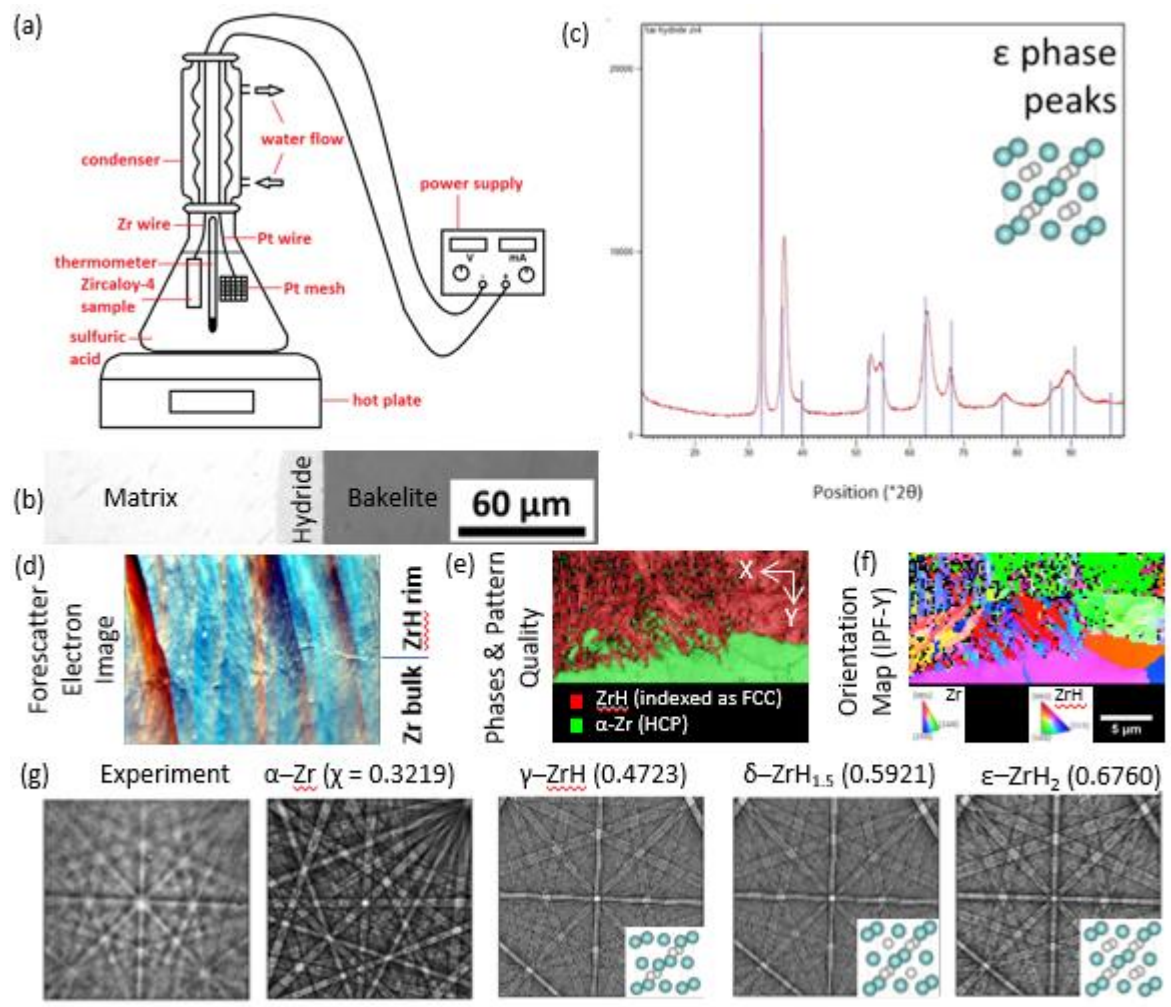 (a)
water flow
condenser
power supply
V
mA
Zr wire
Pt wire
thermometer
Zircaloy-4
sample
Pt mesh
sulfuric
acid
hot plate
(b)
Matrix
Hydride
Bakelite
60 µm
(c)
ε phase
peaks
20000
0
20
30
40
50
60
70
80
90
Position (°2θ)
(d)
Forescatter
Electron
Image
Zr bulk
ZrH rim
(e)
Phases & Pattern
Quality
X
Y
ZrH (indexed as FCC)
α-Zr (HCP)
(f)
Orientation
Map (IPF-Y)
Zr
ZrH
5 µm
(g)
Experiment
α–Zr (χ = 0.3219)
γ–ZrH (0.4723)
δ–ZrH1.5 (0.5921)
ε–ZrH2 (0.6760)